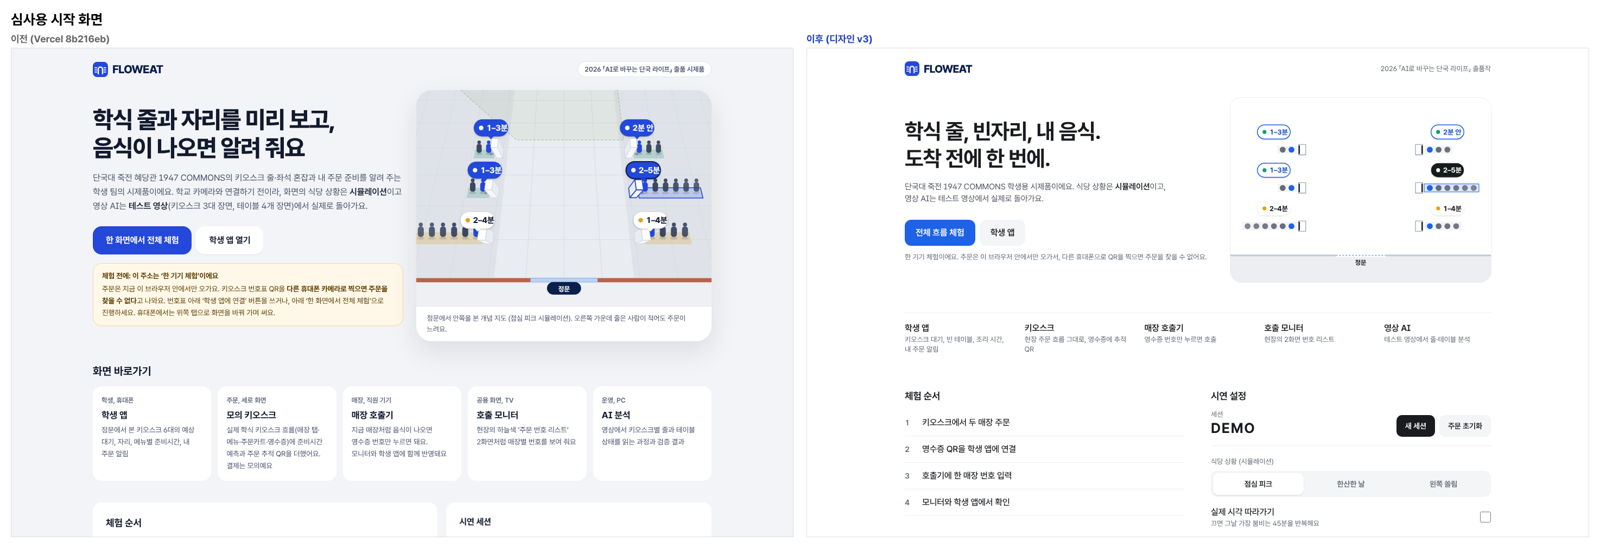 심사용 시작 화면
이전 (Vercel 8b216eb)
FLOWEAT
2026 「AI로 바꾸는 단국 라이프」 출품 시제품
학식 줄과 자리를 미리 보고,
음식이 나오면 알려 줘요
단국대 죽전 혜당관 1947 COMMONS의 키오스크 줄·좌석 혼잡과 내 주문 준비를 알려 주는
학생 팀의 시제품이에요. 학교 카메라와 연결하기 전이라, 화면의 식당 상황은 시뮬레이션이고
영상 AI는 테스트 영상(키오스크 3대 장면, 테이블 4개 장면)에서 실제로 돌아가요.
한 화면에서 전체 체험
학생 앱 열기
체험 전에: 이 주소는 '한 기기 체험'이에요
주문은 지금 이 브라우저 안에서만 오가요. 키오스크 번호표 QR을 다른 휴대폰 카메라로 찍으면 주문을
찾을 수 없다고 나와요. 번호표 아래 '학생 앱에 연결' 버튼을 쓰거나, 아래 '한 화면에서 전체 체험'으로
진행하세요. 휴대폰에서는 위쪽 탭으로 화면을 바꿔 가며 써요.
1–3분
2분 안
1–3분
2–5분
2–4분
1–4분
정문
정문에서 안쪽을 본 개념 지도 (점심 피크 시뮬레이션). 오른쪽 가운데 줄은 사람이 적어도 주문이
느려요.
화면 바로가기
학생, 휴대폰
학생 앱
정문에서 본 키오스크 6대의 예상
대기, 자리, 메뉴별 준비시간, 내
주문 알림
주문, 세로 화면
모의 키오스크
실제 학식 키오스크 흐름(매장 탭·
메뉴·주문카트·영수증)에 준비시간
예측과 주문 추적 QR을 더했어요.
결제는 모의예요
매장, 직원 기기
매장 호출기
지금 매장처럼 음식이 나오면
영수증 번호만 누르면 돼요.
모니터와 학생 앱에 함께 반영돼요
공용 화면, TV
호출 모니터
현장의 하늘색 '주문 번호 리스트'
2화면처럼 매장별 번호를 보여 줘요
운영, PC
AI 분석
영상에서 키오스크별 줄과 테이블
상태를 읽는 과정과 검증 결과
체험 순서
시연 세션
이후 (디자인 v3)
FLOWEAT
2026 「AI로 바꾸는 단국 라이프」 출품작
학식 줄, 빈자리, 내 음식.
도착 전에 한 번에.
단국대 죽전 1947 COMMONS 학생용 시제품이에요. 식당 상황은 시뮬레이션이고,
영상 AI는 테스트 영상에서 실제로 돌아가요.
전체 흐름 체험
학생 앱
한 기기 체험이에요. 주문은 이 브라우저 안에서만 오가서, 다른 휴대폰으로 QR을 찍으면 주문을 찾을 수 없어요.
1–3분
2분 안
1–3분
2–5분
2–4분
1–4분
정문
학생 앱
키오스크 대기, 빈 테이블, 조리 시간,
내 주문 알림
키오스크
현장 주문 흐름 그대로, 영수증에 추적
QR
매장 호출기
영수증 번호만 누르면 호출
호출 모니터
현장의 2화면 번호 리스트
영상 AI
테스트 영상에서 줄·테이블 분석
체험 순서
1 키오스크에서 두 매장 주문
2 영수증 QR을 학생 앱에 연결
3 호출기에 한 매장 번호 입력
4 모니터와 학생 앱에서 확인
시연 설정
세션
DEMO
새 세션
주문 초기화
식당 상황 (시뮬레이션)
점심 피크
한산한 날
왼쪽 쏠림
실제 시각 따라가기
끄면 그날 가장 붐비는 45분을 반복해요